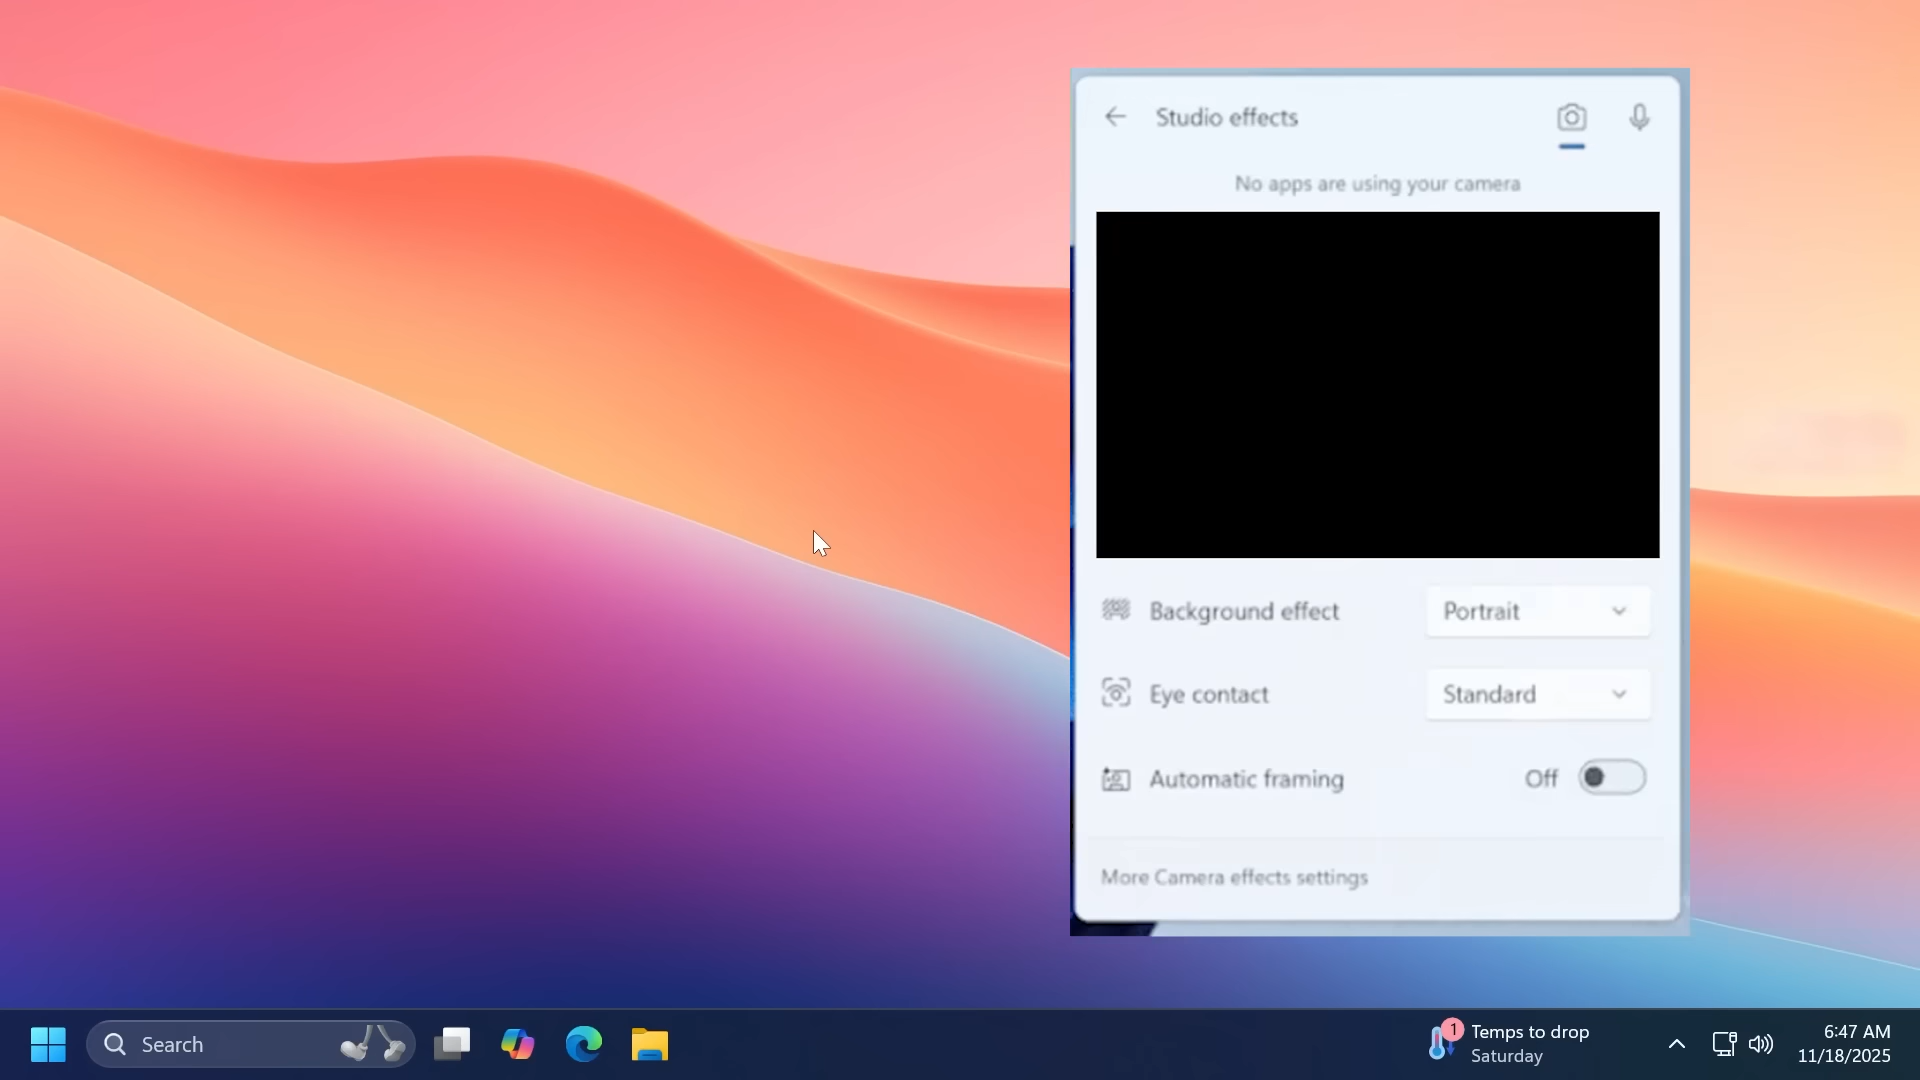 Studio effects
No apps are using your camera
Background effect
Portrait
Eye contact
Standard
Automatic framing
Off
More Camera effects settings
Search
1
Temps to drop
Saturday
6:47 AM
11/18/2025